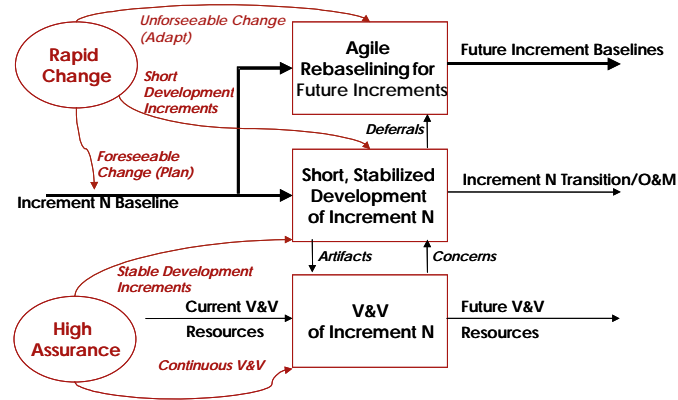 Unforseeable Change
(Adapt)
Rapid
Change
Short
Development
Increments
Agile
Rebaselining for
Future Increments
Future Increment Baselines
Deferrals
Foreseeable
Change (Plan)
Increment N Baseline
Short, Stabilized
Development
of Increment N
Increment N Transition/O&M
Artifacts
Concerns
Stable Development
Increments
High
Assurance
Current V&V
Resources
V&V
of Increment N
Future V&V
Resources
Continuous V&V